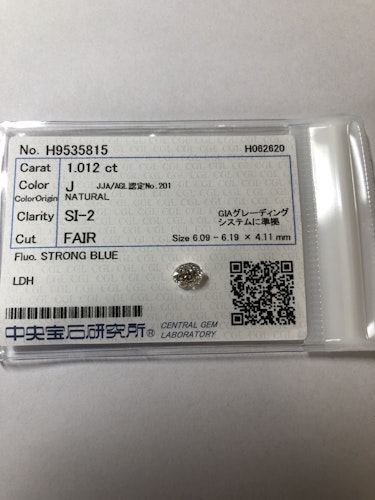 No. H9535815 H062620
Carat 1.012 ct
Color J JJA/AGL認定No.201
ColorOrigin NATURAL
Clarity SI-2 GIAグレーディング
システムに準拠
Cut FAIR Size 6.09 - 6.19 × 4.11 mm
Fluo. STRONG BLUE
LDH
中央宝石研究所® CENTRAL GEM
LABORATORY